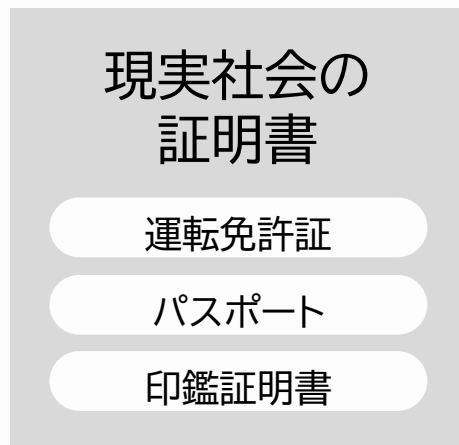 現実社会の
証明書
運転免許証
パスポート
印鑑証明書